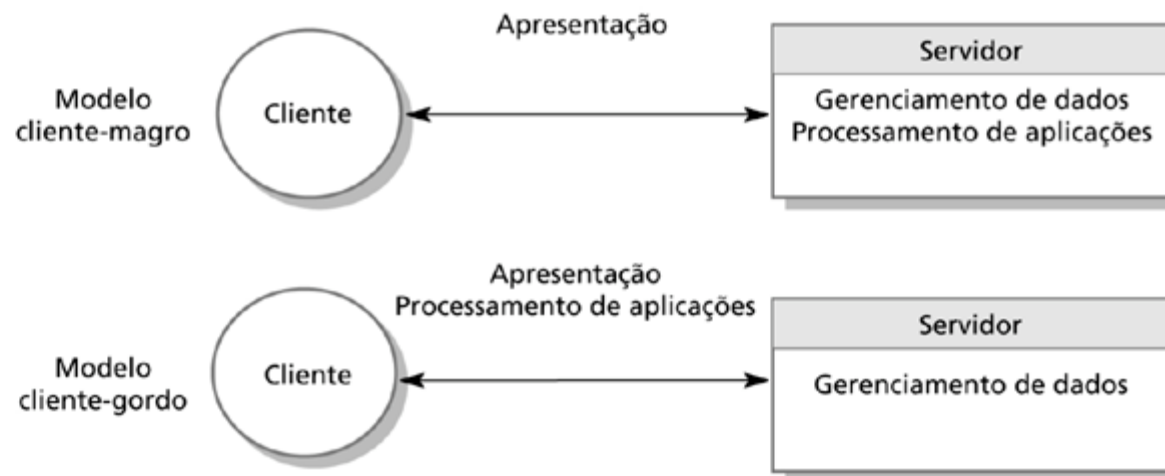 Apresentação
Modelo
cliente-magro
Cliente
Servidor
Gerenciamento de dados
Processamento de aplicações
Apresentação
Processamento de aplicações
Modelo
cliente-gordo
Cliente
Servidor
Gerenciamento de dados